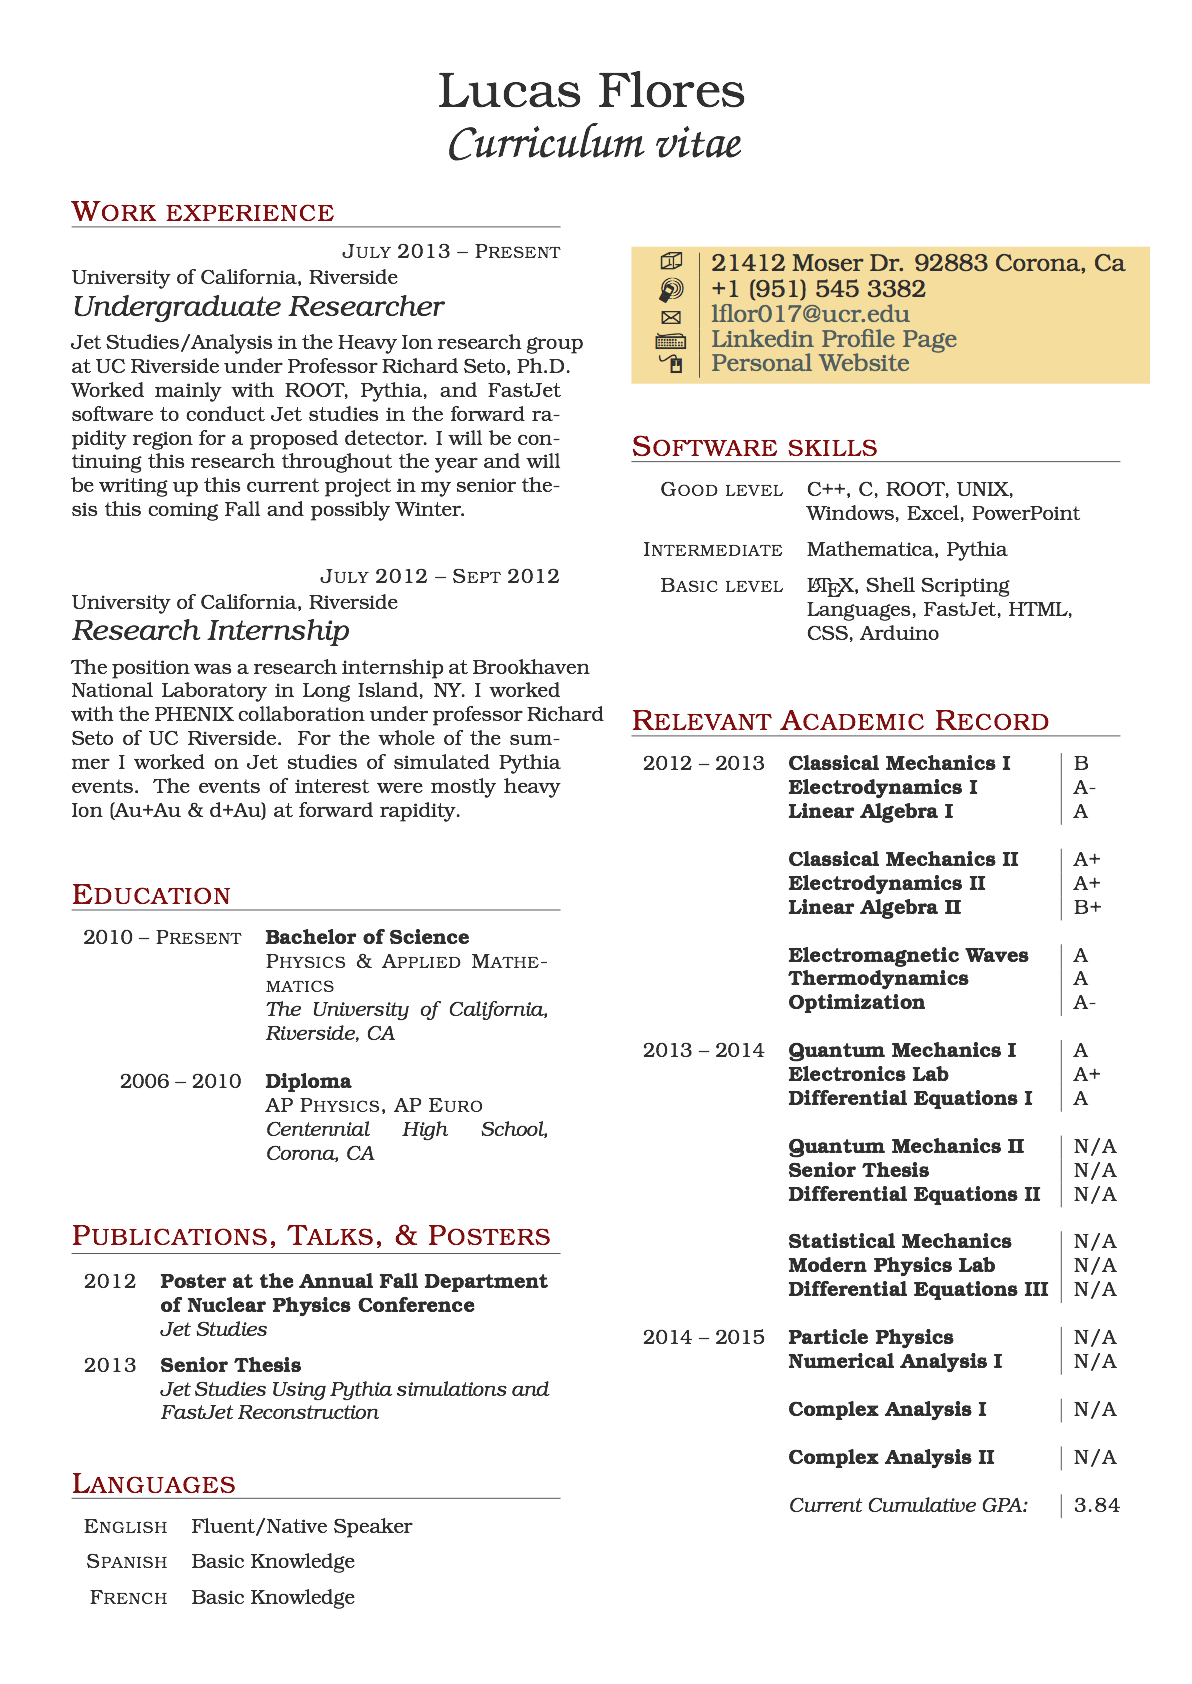 Lucas Flores
Curriculum vitae
WORK EXPERIENCE
JULY 2013 – PRESENT
University of California, Riverside
Undergraduate Researcher
Jet Studies/Analysis in the Heavy Ion research group
at UC Riverside under Professor Richard Seto, Ph.D.
Worked mainly with ROOT, Pythia, and FastJet
software to conduct Jet studies in the forward ra-
pidity region for a proposed detector. I will be con-
tinuing this research throughout the year and will
be writing up this current project in my senior the-
sis this coming Fall and possibly Winter.
JULY 2012 – SEPT 2012
University of California, Riverside
Research Internship
The position was a research internship at Brookhaven
National Laboratory in Long Island, NY. I worked
with the PHENIX collaboration under professor Richard
Seto of UC Riverside. For the whole of the sum-
mer I worked on Jet studies of simulated Pythia
events. The events of interest were mostly heavy
Ion (Au+Au & d+Au) at forward rapidity.
EDUCATION
2010 – PRESENT Bachelor of Science
PHYSICS & APPLIED MATHE-
MATICS
The University of California,
Riverside, CA
2006 – 2010 Diploma
AP PHYSICS, AP EURO
Centennial High School,
Corona, CA
PUBLICATIONS, TALKS, & POSTERS
2012 Poster at the Annual Fall Department
of Nuclear Physics Conference
Jet Studies
2013 Senior Thesis
Jet Studies Using Pythia simulations and
FastJet Reconstruction
LANGUAGES
ENGLISH Fluent/Native Speaker
SPANISH Basic Knowledge
FRENCH Basic Knowledge
21412 Moser Dr. 92883 Corona, Ca
+1 (951) 545 3382
lflor017@ucr.edu
Linkedin Profile Page
Personal Website
SOFTWARE SKILLS
GOOD LEVEL C++, C, ROOT, UNIX,
Windows, Excel, PowerPoint
INTERMEDIATE Mathematica, Pythia
BASIC LEVEL LATEX, Shell Scripting
Languages, FastJet, HTML,
CSS, Arduino
RELEVANT ACADEMIC RECORD
2012 – 2013 Classical Mechanics I B
Electrodynamics I A-
Linear Algebra I A
Classical Mechanics II A+
Electrodynamics II A+
Linear Algebra II B+
Electromagnetic Waves A
Thermodynamics A
Optimization A-
2013 – 2014 Quantum Mechanics I A
Electronics Lab A+
Differential Equations I A
Quantum Mechanics II N/A
Senior Thesis N/A
Differential Equations II N/A
Statistical Mechanics N/A
Modern Physics Lab N/A
Differential Equations III N/A
2014 – 2015 Particle Physics N/A
Numerical Analysis I N/A
Complex Analysis I N/A
Complex Analysis II N/A
Current Cumulative GPA: 3.84